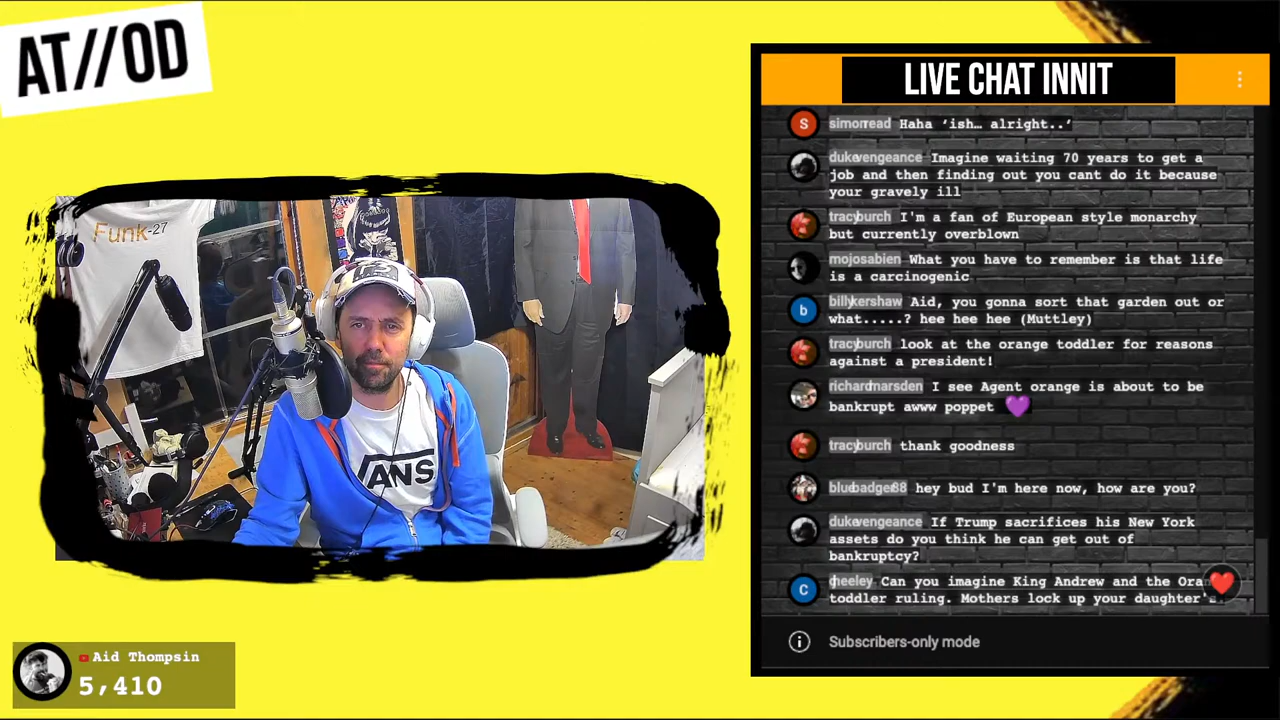 AT//OD
LIVE CHAT INNIT
simonread Haha ‘ish… alright..‘
dukavengeance Imagine waiting 70 years to get a
job and then finding out you cant do it because
your gravely ill
tracyburch I'm a fan of European style monarchy
but currently overblown
mojosabien What you have to remember is that life
is a carcinogenic
billykershaw Aid, you gonna sort that garden out or
what.....? hee hee hee (Muttley)
tracyburch look at the orange toddler for reasons
against a president!
richardmarsden I see Agent orange is about to be
bankrupt awww poppet 💜
tracyburch thank goodness
bluebadger88 hey bud I'm here now, how are you?
dukavengeance If Trump sacrifices his New York
assets do you think he can get out of
bankruptcy?
cheeley Can you imagine King Andrew and the Ora
toddler ruling. Mothers lock up your daughter's
Subscribers-only mode
Funk-27
VANS
Aid Thompsin
5,410